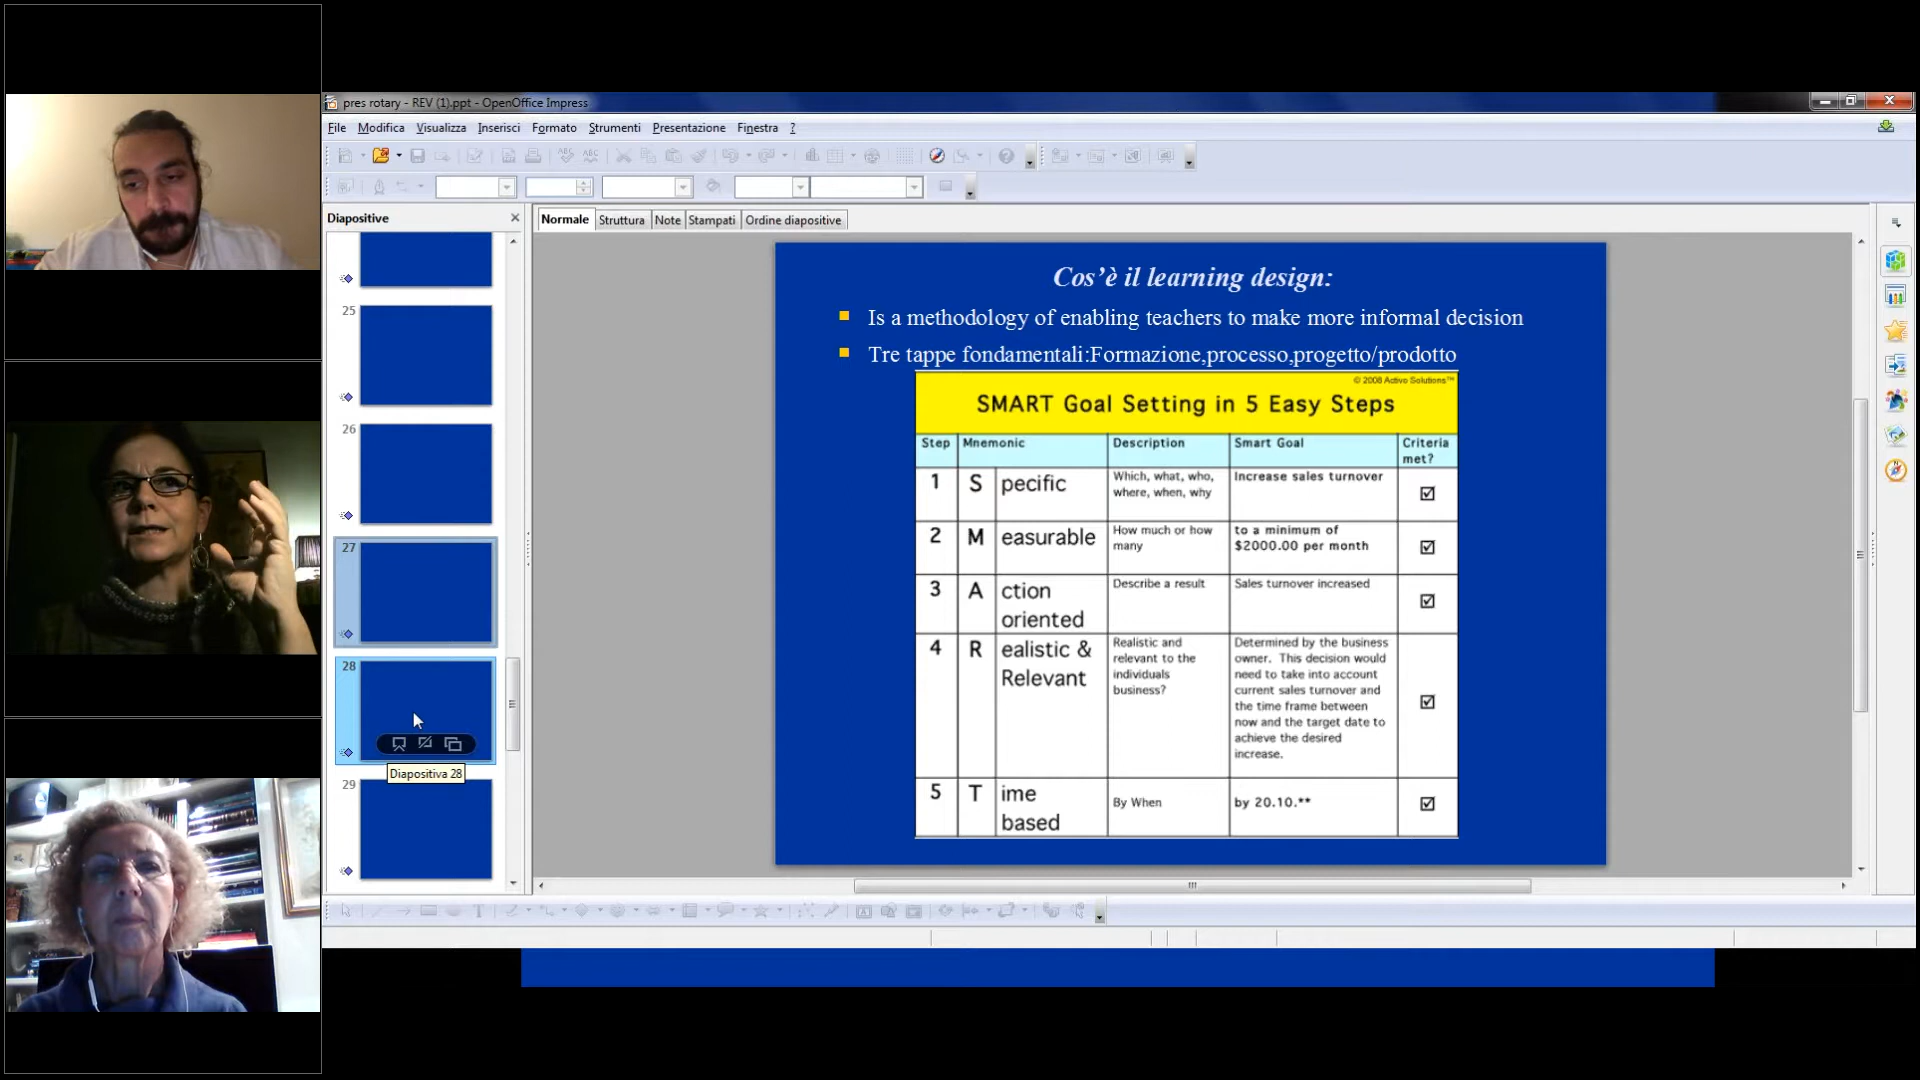 pres rotary - REV (1).ppt - OpenOffice Impress
File Modifica Visualizza Inserisci Formato Strumenti Presentazione Finestra ?
Diapositive
25
26
27
28
Diapositiva 28
29
Normale Struttura Note Stampati Ordine diapositive
Cos’è il learning design:
Is a methodology of enabling teachers to make more informal decision
Tre tappe fondamentali:Formazione,processo,progetto/prodotto
© 2008 Activo Solutions™
SMART Goal Setting in 5 Easy Steps
Step Mnemonic Description Smart Goal Criteria
met?
1 S pecific Which, what, who, Increase sales turnover
where, when, why
2 M easurable How much or how to a minimum of
many $2000.00 per month
3 A ction Describe a result Sales turnover increased
oriented
4 R ealistic & Realistic and Determined by the business
Relevant relevant to the owner. This decision would
individuals need to take into account
business? current sales turnover and
the time frame between
now and the target date to
achieve the desired
increase.
5 T ime By When by 20.10.**
based